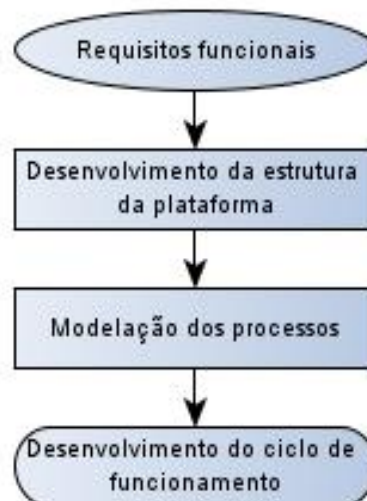 Requisitos funcionais
Desenvolvimento da estrutura
da plataforma
Modelação dos processos
Desenvolvimento do ciclo de
funcionamento